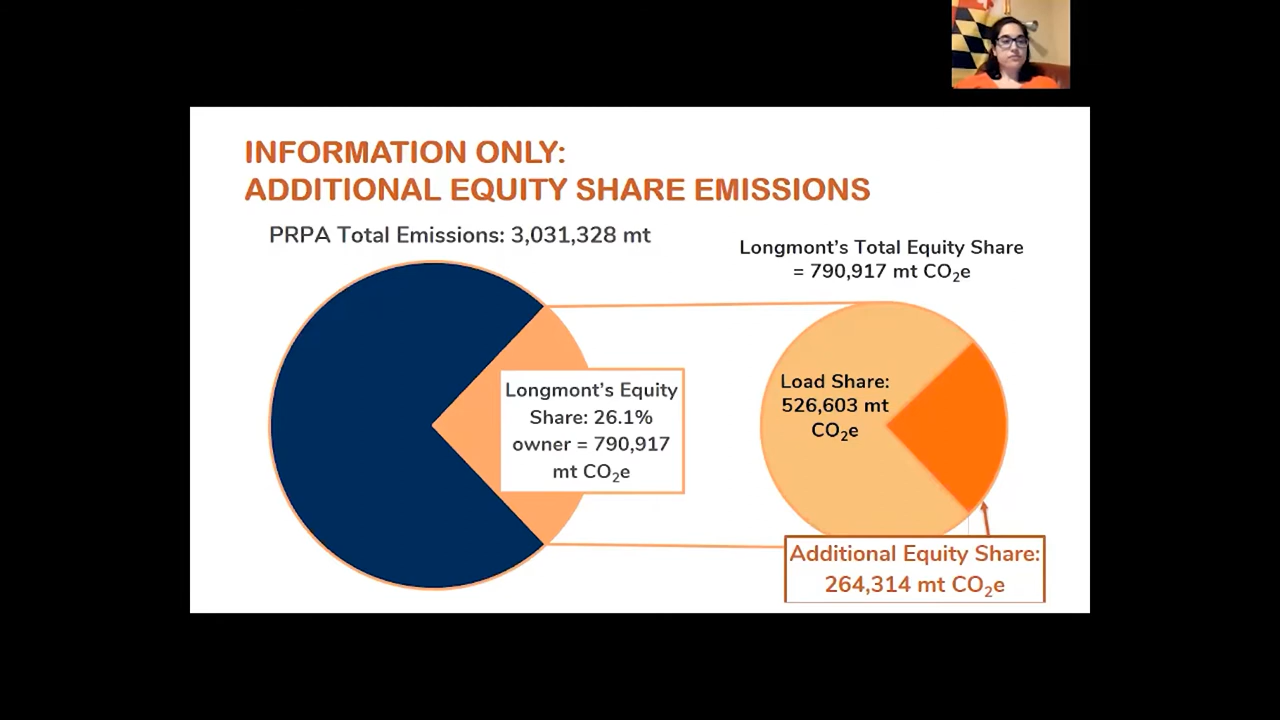 INFORMATION ONLY:
ADDITIONAL EQUITY SHARE EMISSIONS
PRPA Total Emissions: 3,031,328 mt
Longmont's Equity
Share: 26.1%
owner = 790,917
mt CO₂e
Longmont's Total Equity Share
= 790,917 mt CO₂e
Load Share:
526,603 mt
CO₂e
Additional Equity Share:
264,314 mt CO₂e